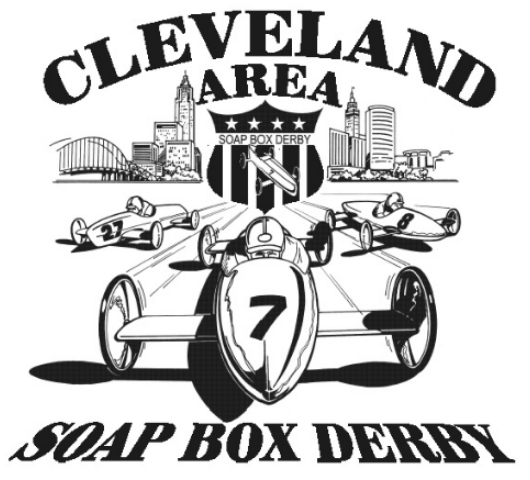 CLEVELAND
AREA
SOAP BOX DERBY
27
8
7
SOAP BOX DERBY